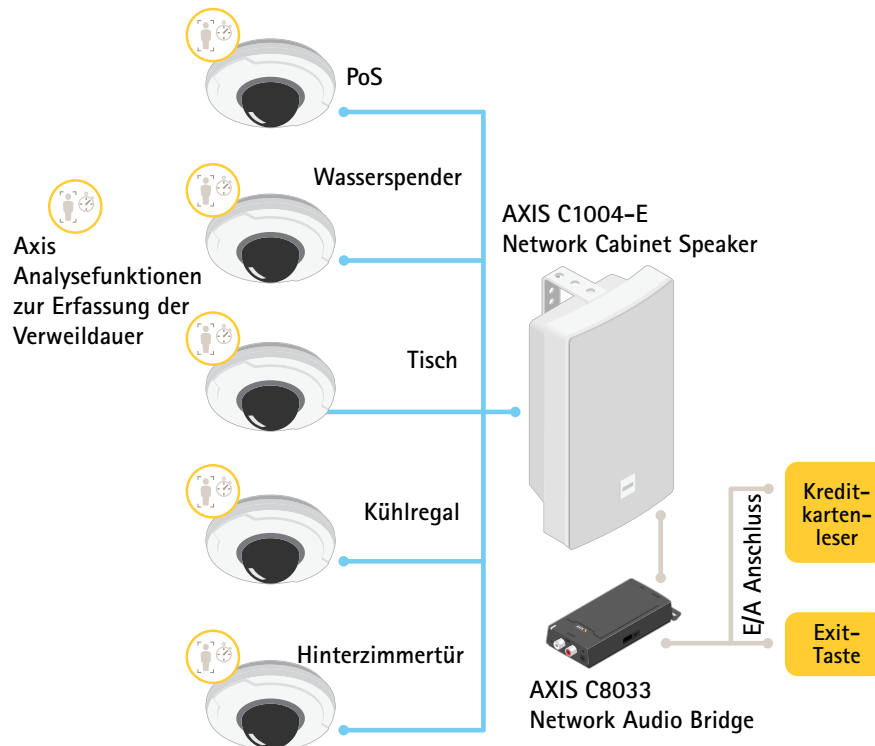 PoS
Wasserspender
AXIS C1004-E
Network Cabinet Speaker
Axis
Analysefunktionen
zur Erfassung der
Verweildauer
Tisch
Kühlregal
Kredit-
karten-
leser
E/A Anschluss
Exit-
Taste
Hinterzimmertür
AXIS C8033
Network Audio Bridge